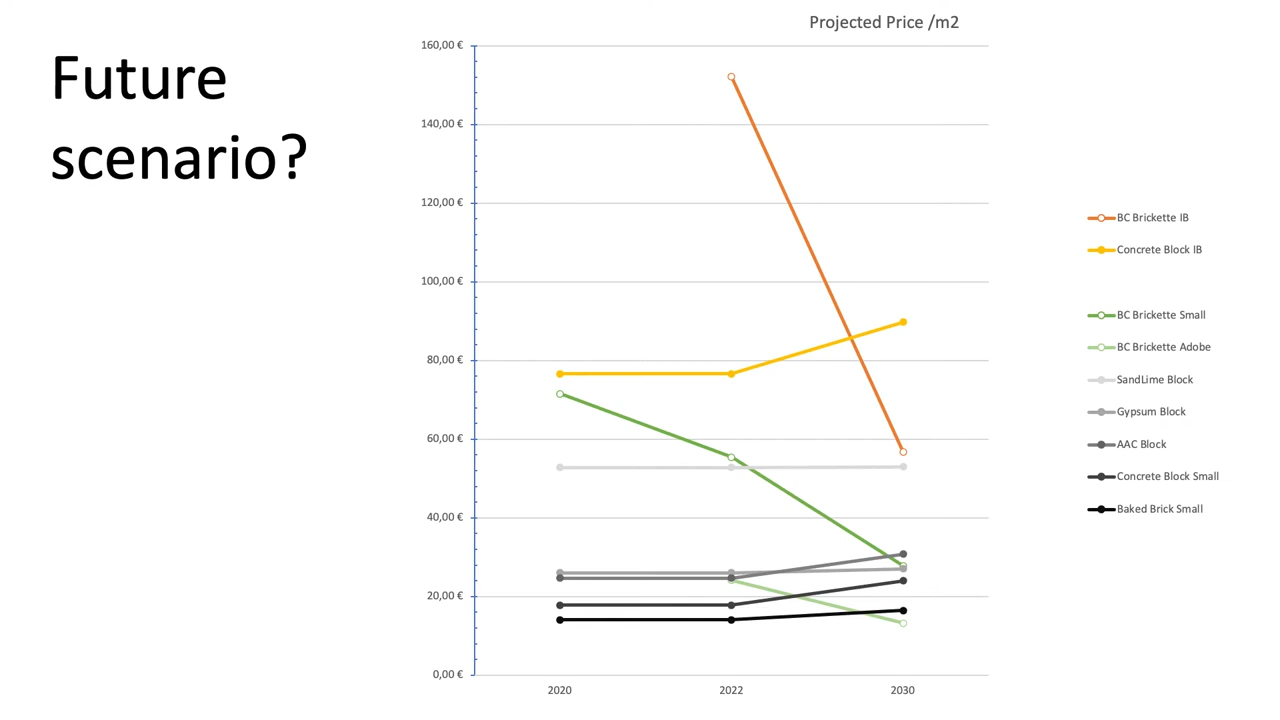 Future
scenario?
Projected Price /m2
160,00 €
140,00 €
120,00 €
100,00 €
80,00 €
60,00 €
40,00 €
20,00 €
0,00 €
2020
2022
2030
BC Brickette IB
Concrete Block IB
BC Brickette Small
BC Brickette Adobe
SandLime Block
Gypsum Block
AAC Block
Concrete Block Small
Baked Brick Small